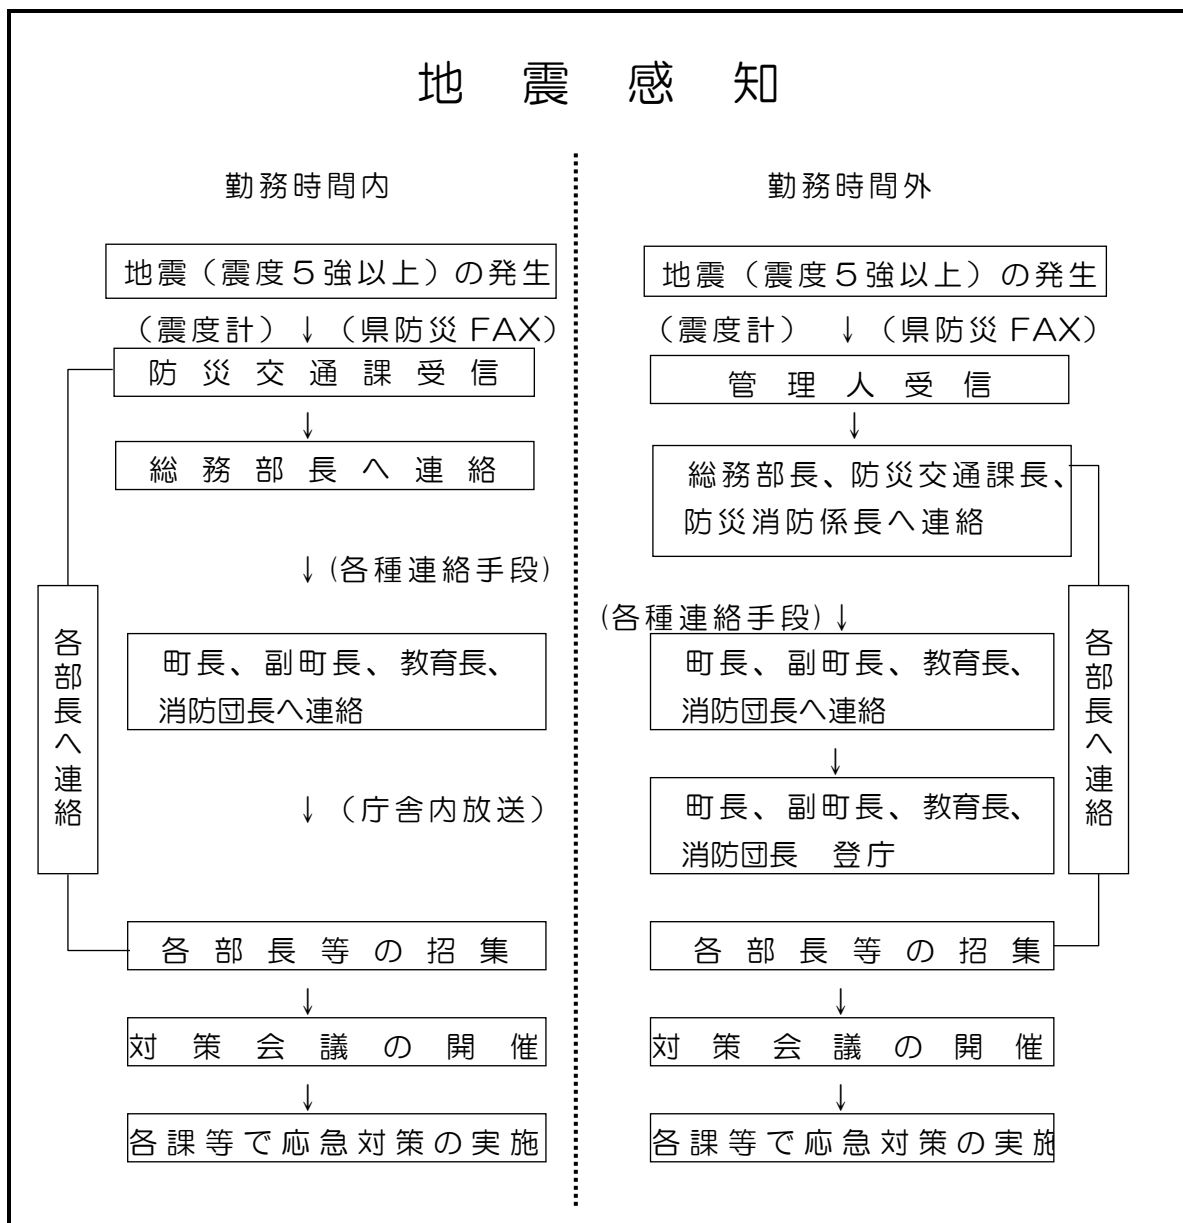 地震感知
勤務時間内
地震（震度５強以上）の発生
（震度計）↓（県防災 FAX）
防災交通課受信
↓
総務部長へ連絡
↓(各種連絡手段)
町長、副町長、教育長、
消防団長へ連絡
↓（庁舎内放送）
各部長へ連絡
各部長等の招集
↓
対策会議の開催
↓
各課等で応急対策の実施
勤務時間外
地震（震度５強以上）の発生
（震度計）↓（県防災 FAX）
管理人受信
↓
総務部長、防災交通課長、
防災消防係長へ連絡
(各種連絡手段)↓
町長、副町長、教育長、
消防団長へ連絡
↓
町長、副町長、教育長、
消防団長　登庁
各部長へ連絡
各部長等の招集
↓
対策会議の開催
↓
各課等で応急対策の実施